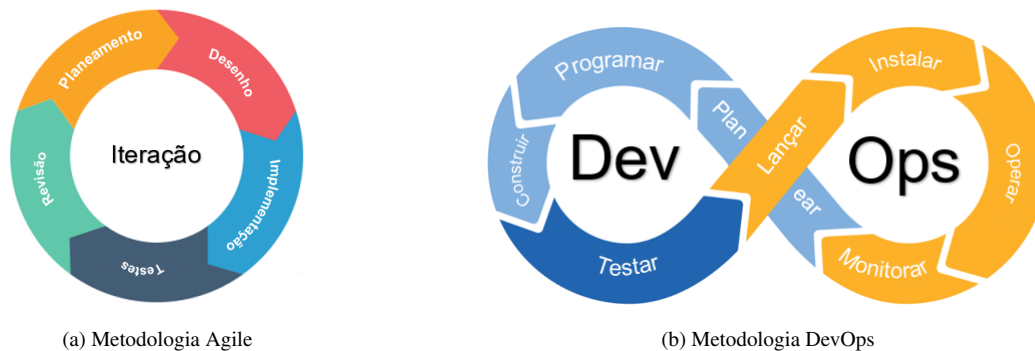 Planeamento
Desenho
Implementação
Testes
Revisão
Iteração
(a) Metodologia Agile
Programar
Construir
Testar
Plan
ear
Lançar
Instalar
Operar
Monitorar
Dev
Ops
(b) Metodologia DevOps